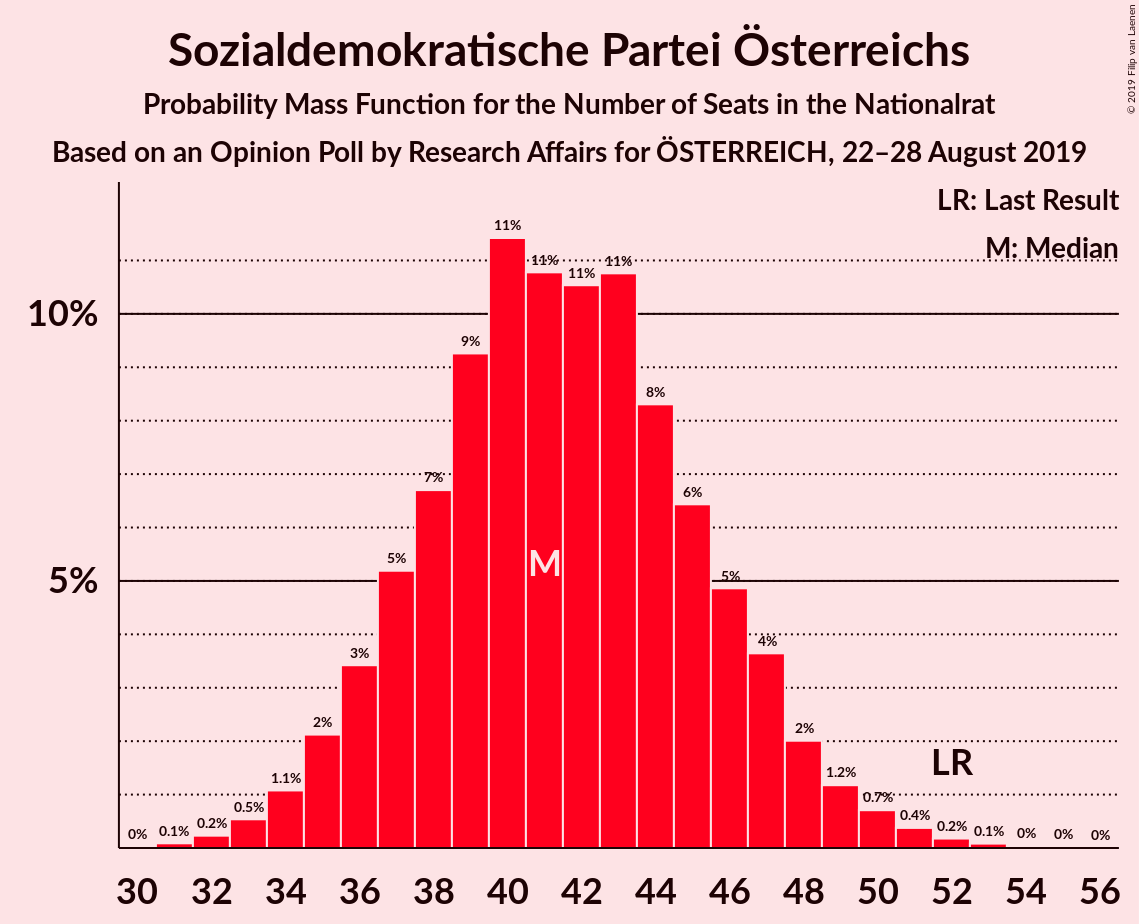 Sozialdemokratische Partei Österreichs
Probability Mass Function for the Number of Seats in the Nationalrat
Based on an Opinion Poll by Research Affairs for ÖSTERREICH, 22–28 August 2019
© 2019 Filip van Laenen
LR: Last Result
M: Median
10%
5%
0% 0.1% 0.2% 0.5% 1.1% 2% 3% 5% 7% 9% 11% 11% 11% 11% 8% 6% 5% 4% 2% 1.2% 0.7% 0.4% 0.2% 0.1% 0% 0% 0%
M
LR
30 32 34 36 38 40 42 44 46 48 50 52 54 56